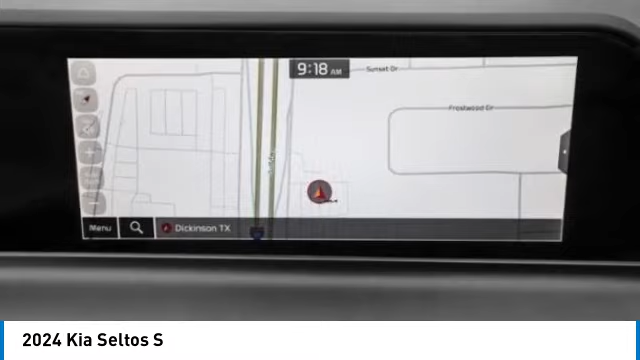 9:18 AM
Sunset Dr
Frostwood Dr
Menu
Dickinson TX
2024 Kia Seltos S